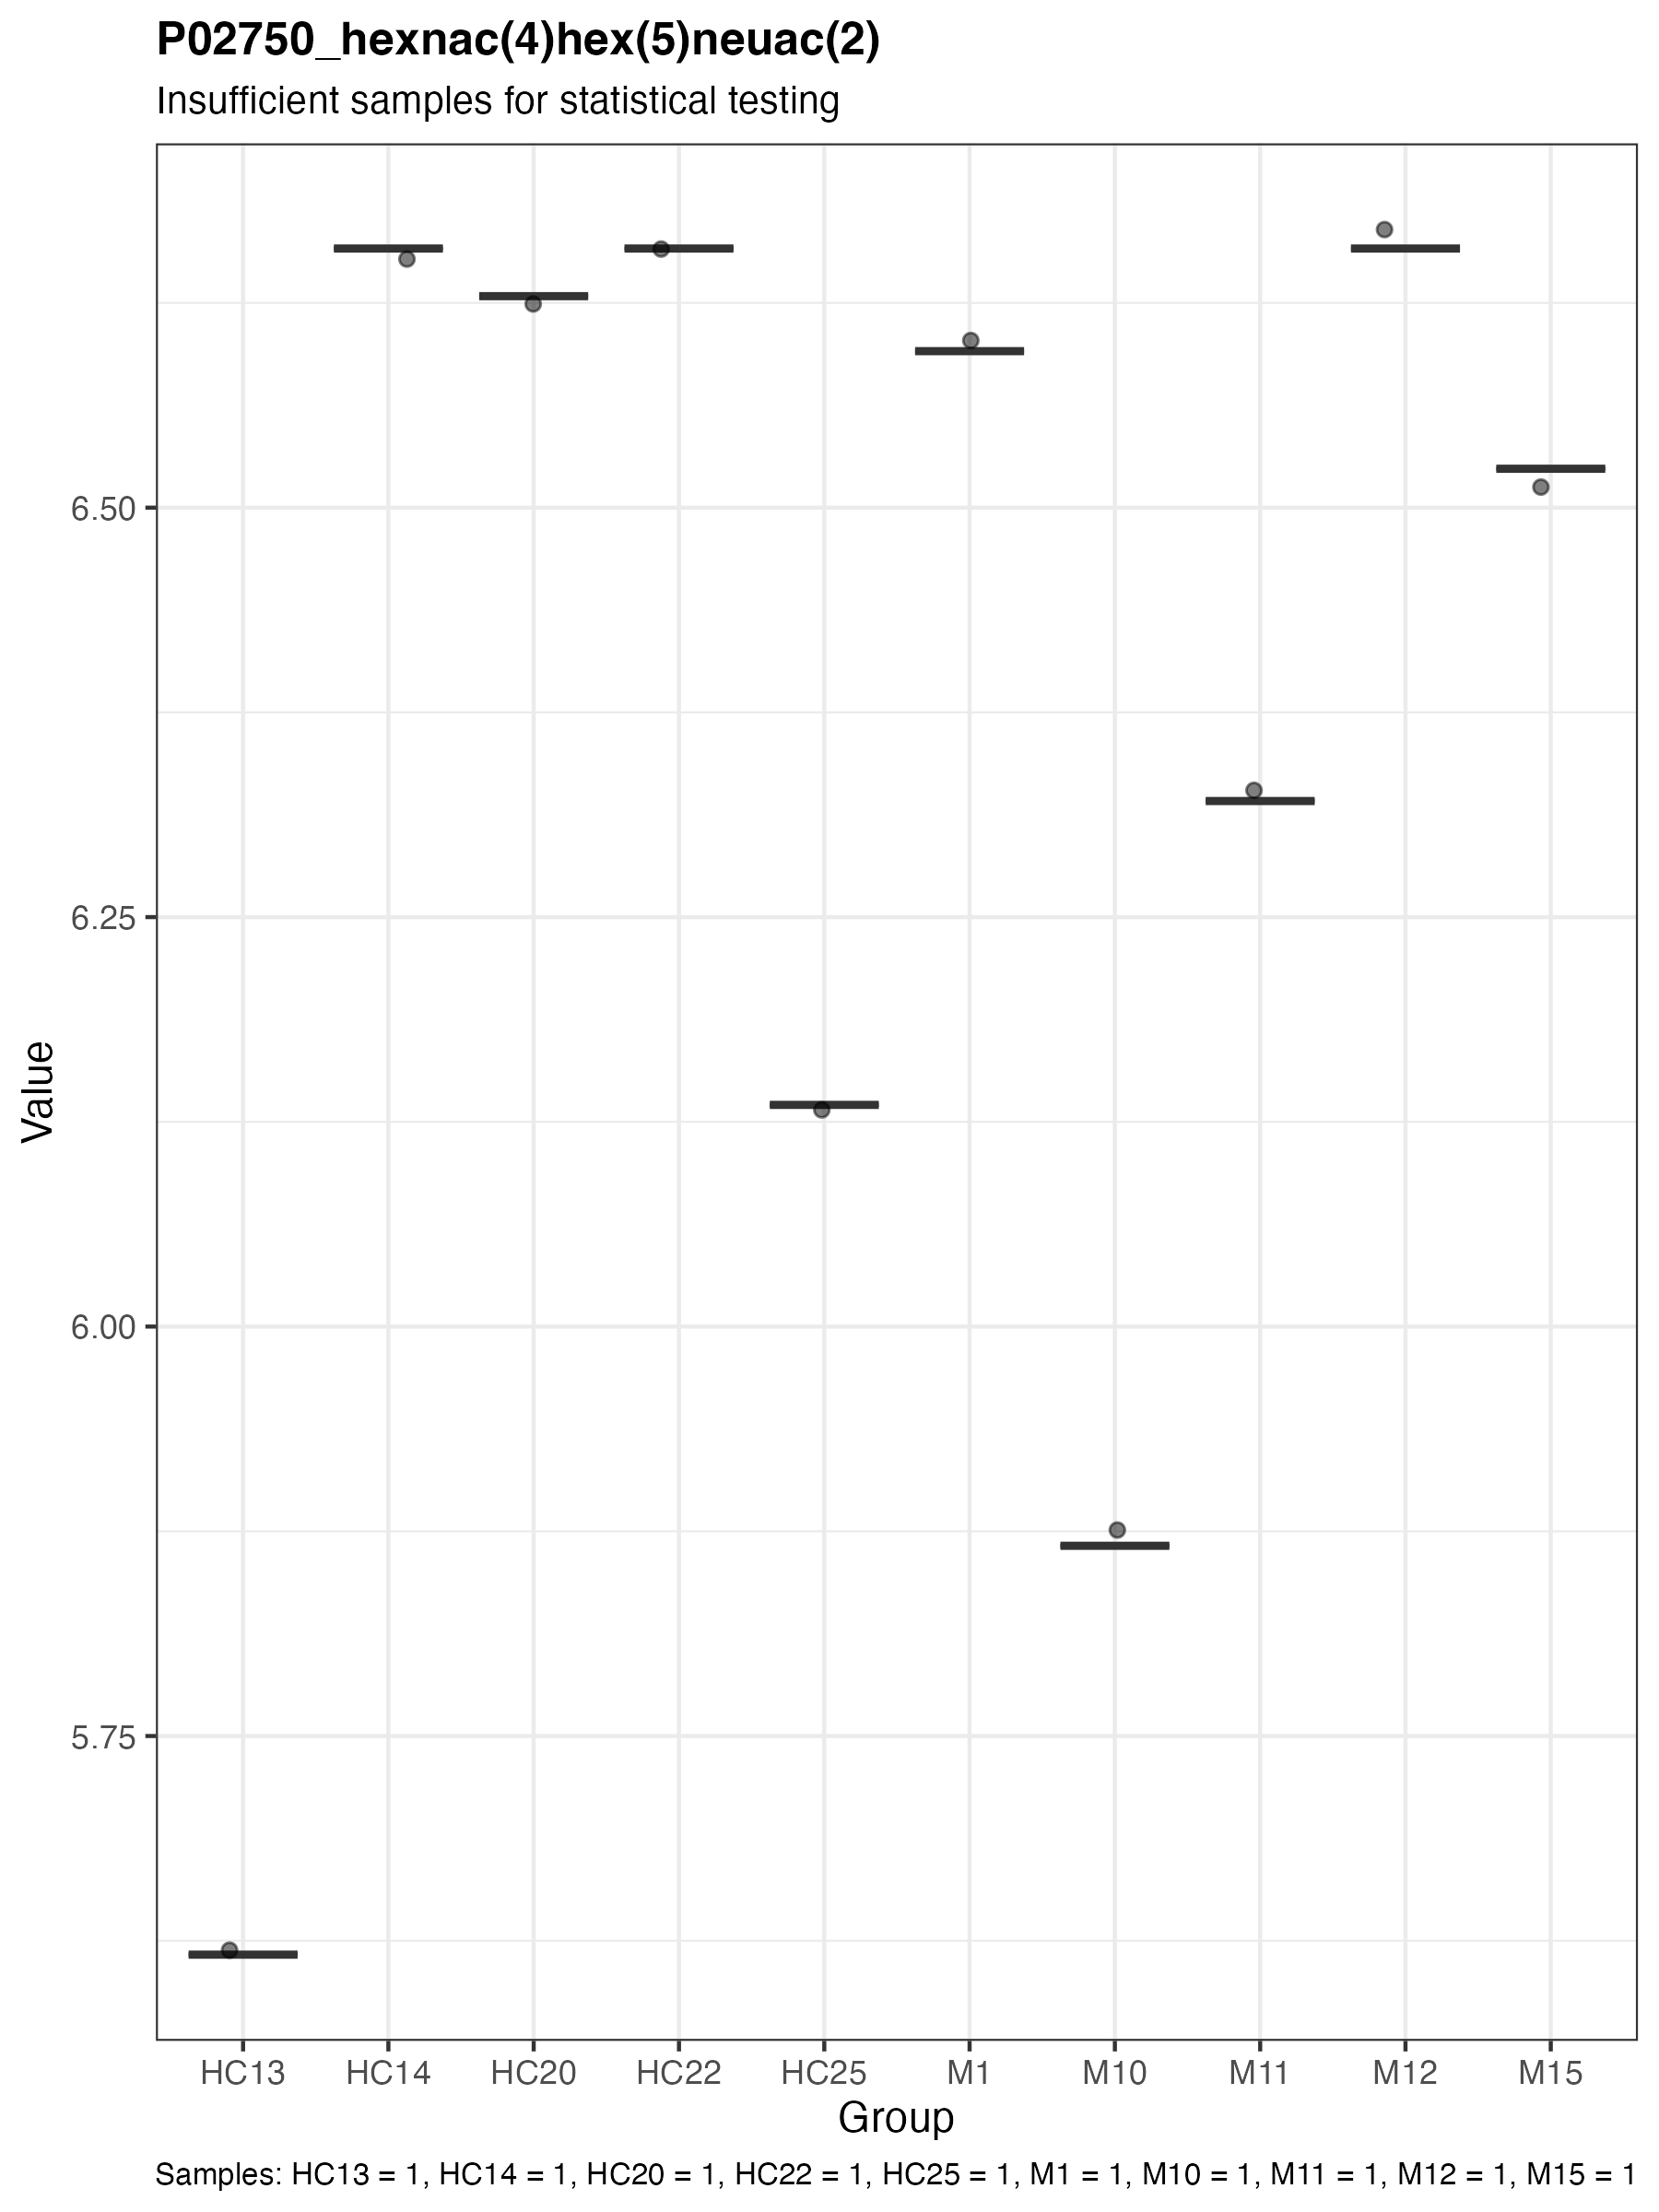 P02750_hexnac(4)hex(5)neuac(2)
Insufficient samples for statistical testing
Value
6.50
6.25
6.00
5.75
HC13 HC14 HC20 HC22 HC25 M1 M10 M11 M12 M15
Group
Samples: HC13 = 1, HC14 = 1, HC20 = 1, HC22 = 1, HC25 = 1, M1 = 1, M10 = 1, M11 = 1, M12 = 1, M15 = 1